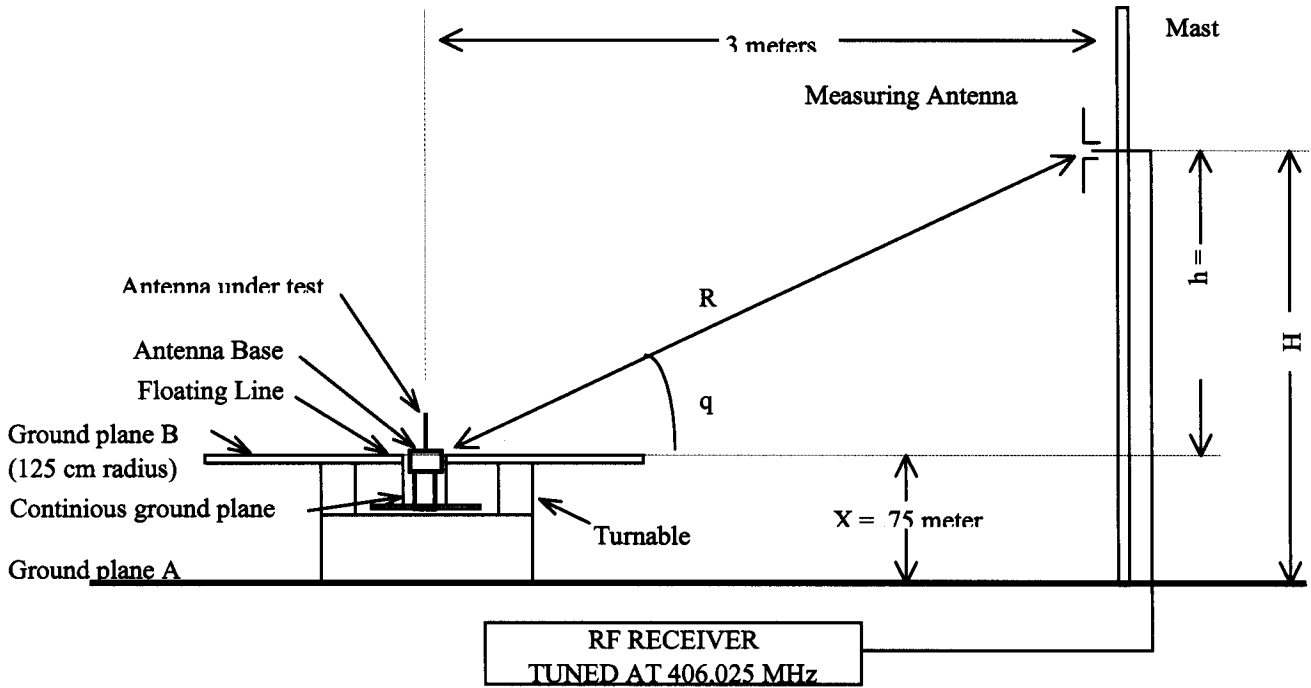 Mast
3 meters
Measuring Antenna
h =
H
R
q
Antenna under test
Antenna Base
Floating Line
Ground plane B
(125 cm radius)
Continious ground plane
Turnable
X = .75 meter
Ground plane A
RF RECEIVER
TUNED AT 406.025 MHz